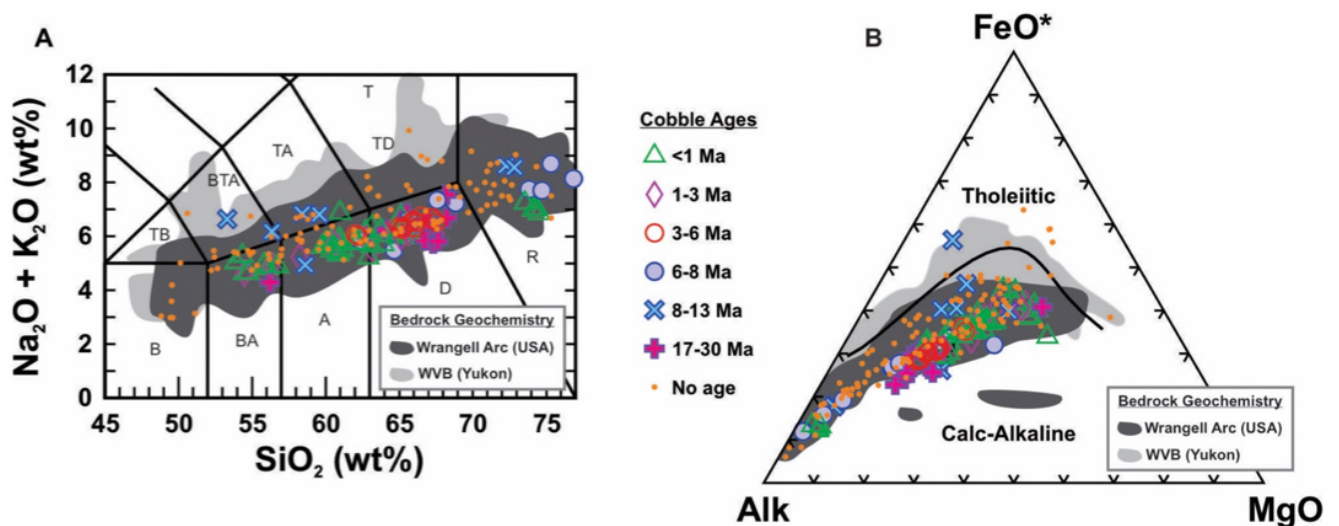 A
Na₂O + K₂O (wt%)
12
10
8
6
4
2
0
45 50 55 60 65 70 75
SiO₂ (wt%)
TB
BTA
TA
T
TD
B
BA
A
D
R
Bedrock Geochemistry
Wrangell Arc (USA)
WVB (Yukon)
Cobble Ages
<1 Ma
1-3 Ma
3-6 Ma
6-8 Ma
8-13 Ma
17-30 Ma
No age
B
FeO*
Tholeiitic
Calc-Alkaline
Bedrock Geochemistry
Wrangell Arc (USA)
WVB (Yukon)
Alk
MgO